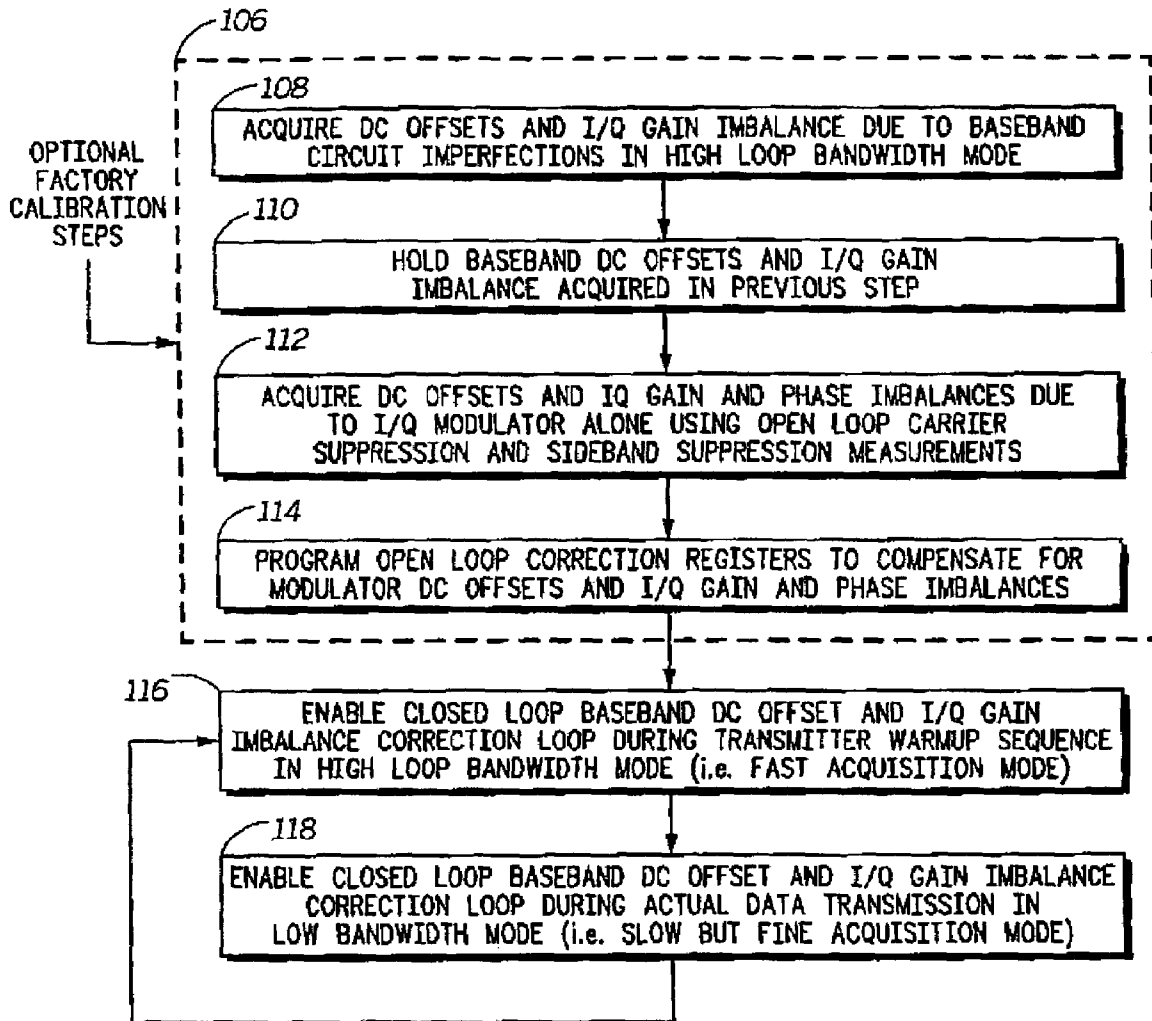 106
108
ACQUIRE DC OFFSETS AND I/Q GAIN IMBALANCE DUE TO BASEBAND
CIRCUIT IMPERFECTIONS IN HIGH LOOP BANDWIDTH MODE
OPTIONAL
FACTORY
CALIBRATION
STEPS
110
HOLD BASEBAND DC OFFSETS AND I/Q GAIN
IMBALANCE ACQUIRED IN PREVIOUS STEP
112
ACQUIRE DC OFFSETS AND IQ GAIN AND PHASE IMBALANCES DUE
TO I/Q MODULATOR ALONE USING OPEN LOOP CARRIER
SUPPRESSION AND SIDEBAND SUPPRESSION MEASUREMENTS
114
PROGRAM OPEN LOOP CORRECTION REGISTERS TO COMPENSATE FOR
MODULATOR DC OFFSETS AND I/Q GAIN AND PHASE IMBALANCES
116
ENABLE CLOSED LOOP BASEBAND DC OFFSET AND I/Q GAIN
IMBALANCE CORRECTION LOOP DURING TRANSMITTER WARMUP SEQUENCE
IN HIGH LOOP BANDWIDTH MODE (i.e. FAST ACQUISITION MODE)
118
ENABLE CLOSED LOOP BASEBAND DC OFFSET AND I/Q GAIN IMBALANCE
CORRECTION LOOP DURING ACTUAL DATA TRANSMISSION IN
LOW BANDWIDTH MODE (i.e. SLOW BUT FINE ACQUISITION MODE)